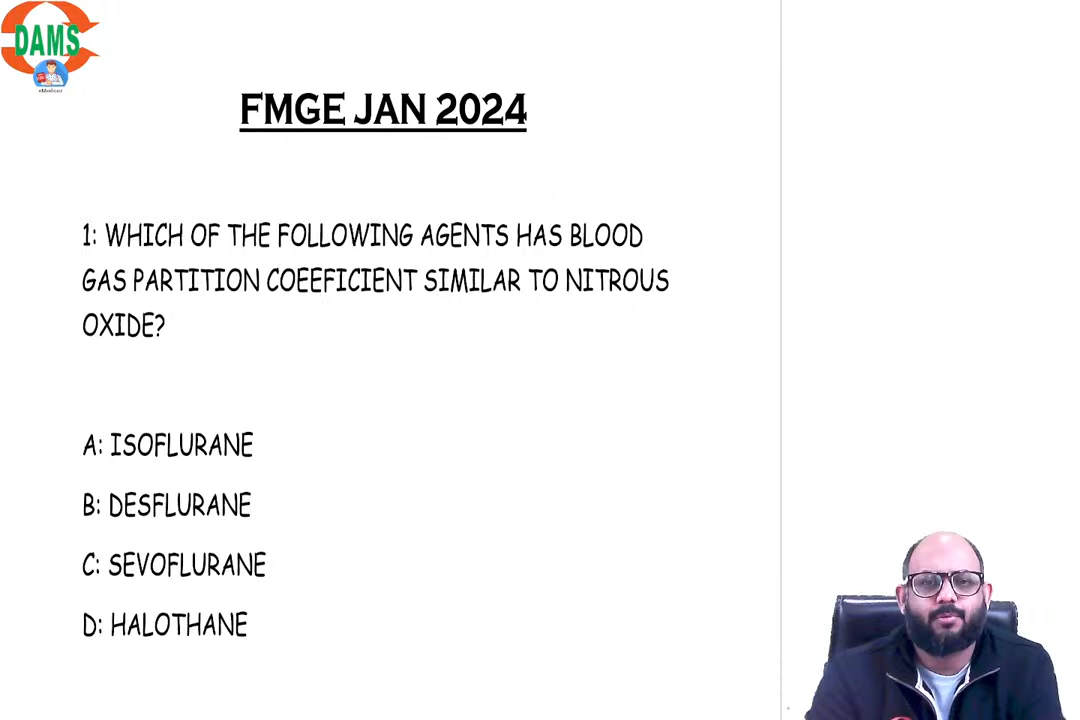 DAMS
FMGE JAN 2024
1: WHICH OF THE FOLLOWING AGENTS HAS BLOOD
GAS PARTITION COEEFICIENT SIMILAR TO NITROUS
OXIDE?
A: ISOFLURANE
B: DESFLURANE
C: SEVOFLURANE
D: HALOTHANE